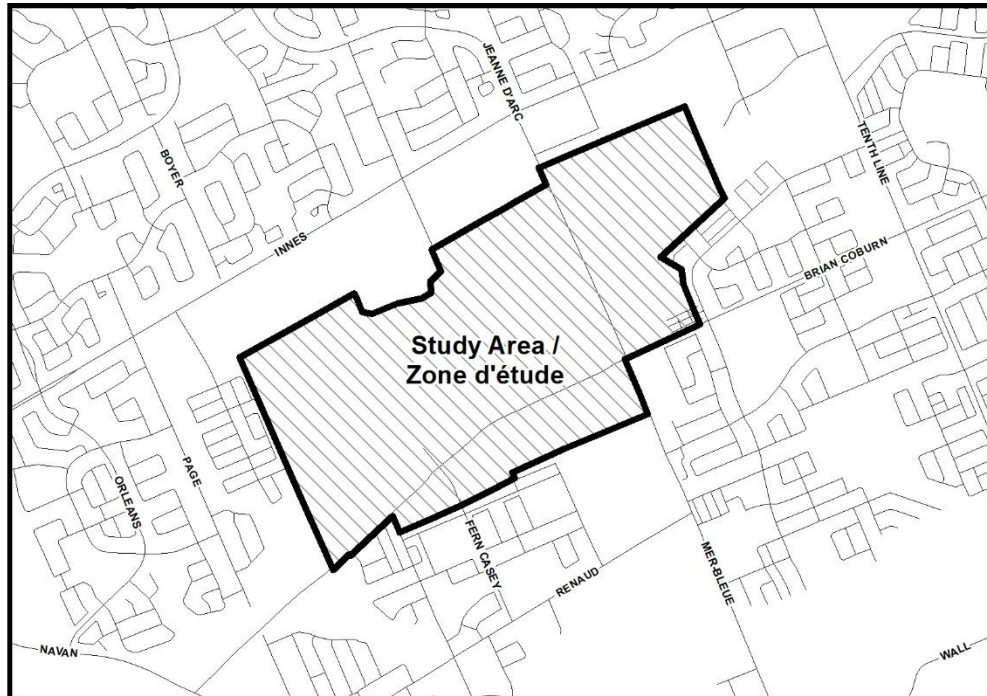 JEANNE D'ARC
TENTH LINE
BOYER
INNES
BRIAN COBURN
Study Area /
Zone d'étude
PAGE
ORLEANS
FERN CASEY
RENAUD
MER-BLEUE
NAVAN
WALL